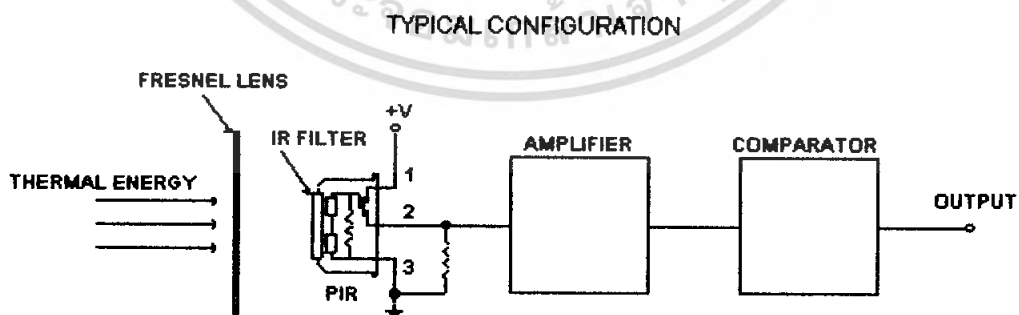 TYPICAL CONFIGURATION
FRESNEL LENS
+V
IR FILTER
AMPLIFIER
COMPARATOR
THERMAL ENERGY
1
2
OUTPUT
3
PIR